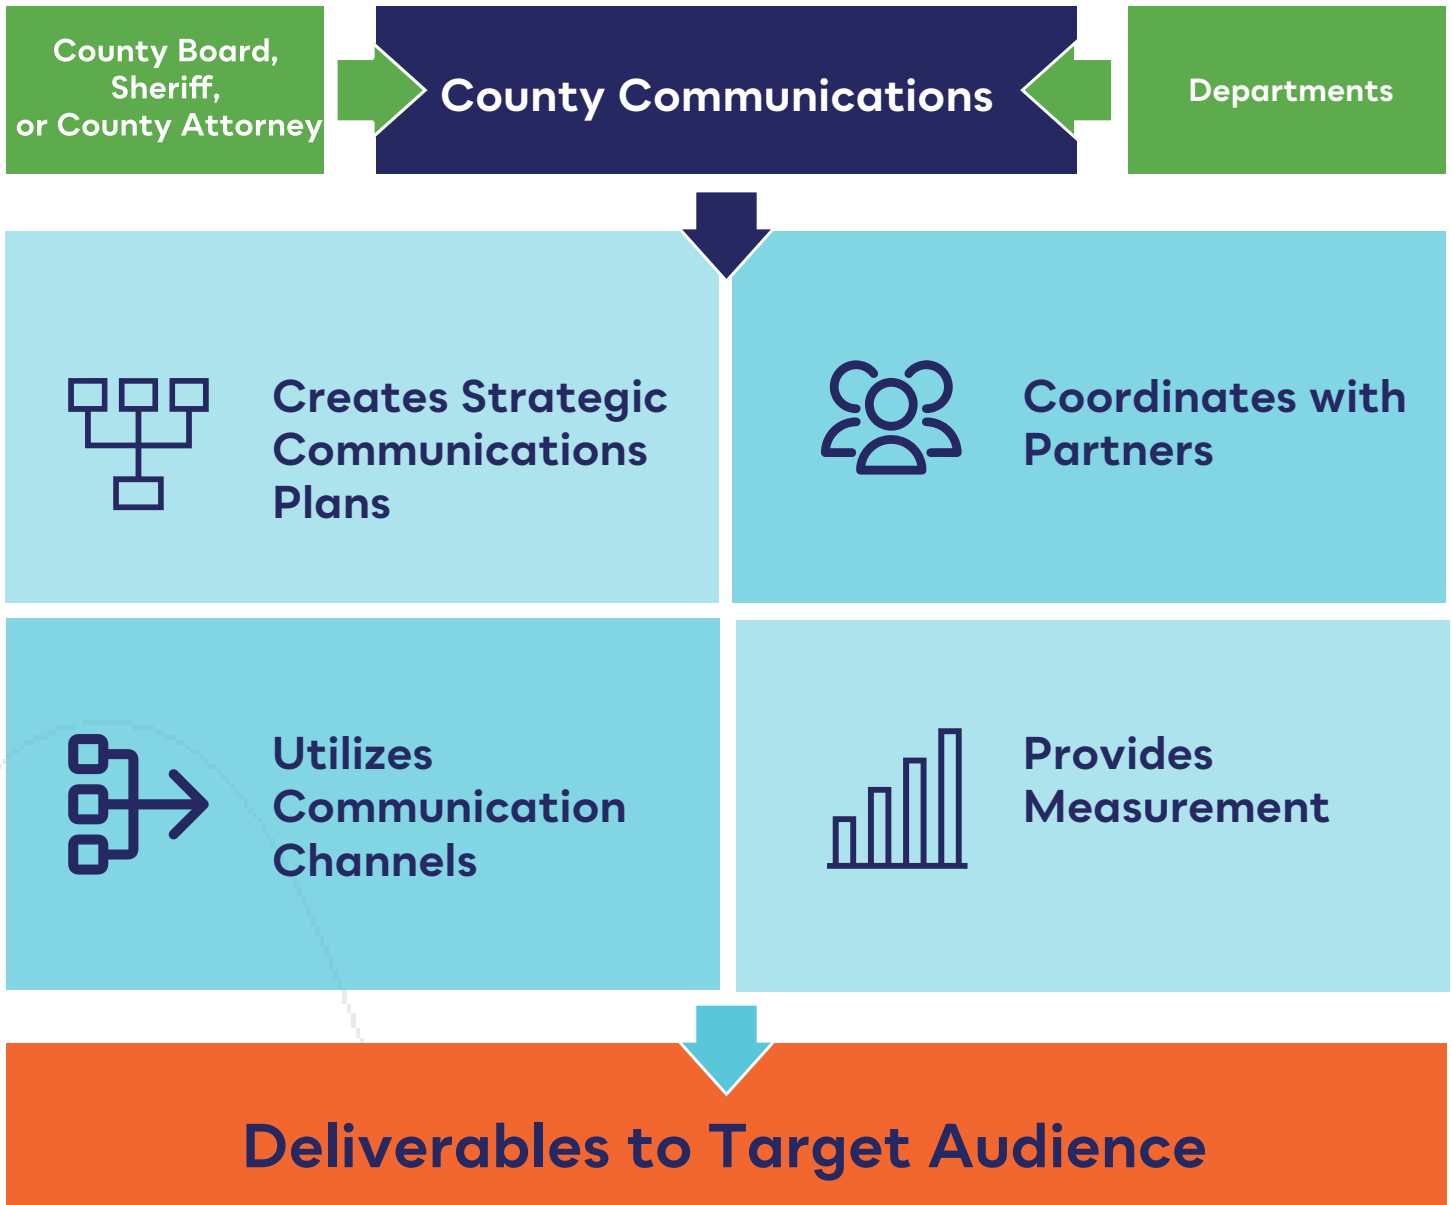 County Board,
Sheriff,
or County Attorney
County Communications
Departments
Creates Strategic
Communications
Plans
Coordinates with
Partners
Utilizes
Communication
Channels
Provides
Measurement
Deliverables to Target Audience